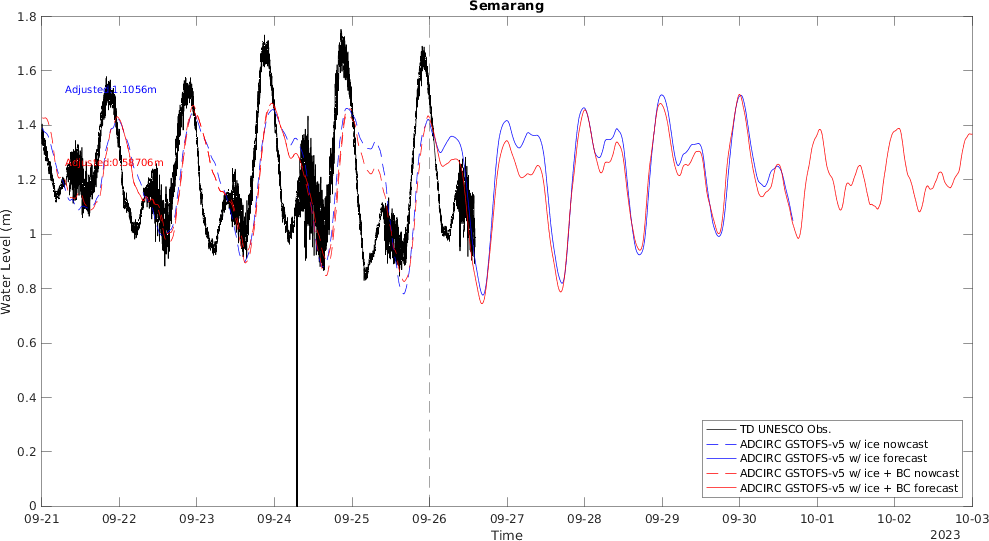 Semarang
1.8
1.6
1.4
1.2
1
0.8
0.6
0.4
0.2
0
Water Level (m)
Adjusted:1.1056m
Adjusted:0.58706m
TD UNESCO Obs.
ADCIRC GSTOFS-v5 w/ ice nowcast
ADCIRC GSTOFS-v5 w/ ice forecast
ADCIRC GSTOFS-v5 w/ ice + BC nowcast
ADCIRC GSTOFS-v5 w/ ice + BC forecast
09-21 09-22 09-23 09-24 09-25 09-26 09-27 09-28 09-29 09-30 10-01 10-02 10-03
Time
2023